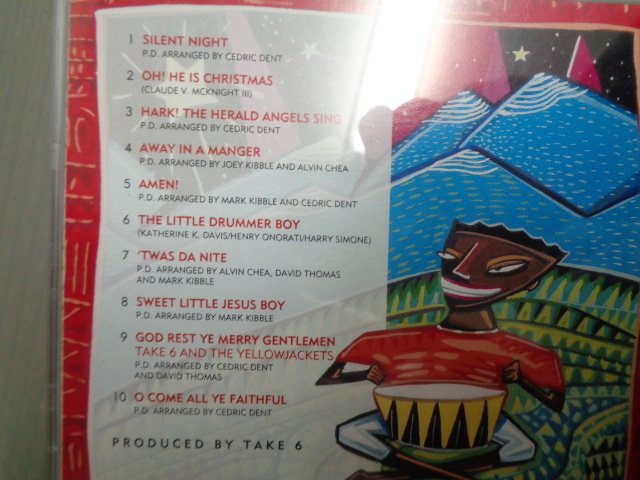 1 SILENT NIGHT
P.D. ARRANGED BY CEDRIC DENT
2 OH! HE IS CHRISTMAS
(CLAUDE V. MCKNIGHT III)
3 HARK! THE HERALD ANGELS SING
P.D. ARRANGED BY CEDRIC DENT
4 AWAY IN A MANGER
P.D. ARRANGED BY JOEY KIBBLE AND ALVIN CHEA
5 AMEN!
P.D. ARRANGED BY MARK KIBBLE AND CEDRIC DENT
6 THE LITTLE DRUMMER BOY
(KATHERINE K. DAVIS/HENRY ONORATI/HARRY SIMONE)
7 'TWAS DA NITE
P.D. ARRANGED BY ALVIN CHEA, DAVID THOMAS
AND MARK KIBBLE
8 SWEET LITTLE JESUS BOY
P.D. ARRANGED BY MARK KIBBLE
9 GOD REST YE MERRY GENTLEMEN
TAKE 6 AND THE YELLOWJACKETS
P.D. ARRANGED BY CEDRIC DENT
AND DAVID THOMAS
10 O COME ALL YE FAITHFUL
P.D. ARRANGED BY CEDRIC DENT
PRODUCED BY TAKE 6